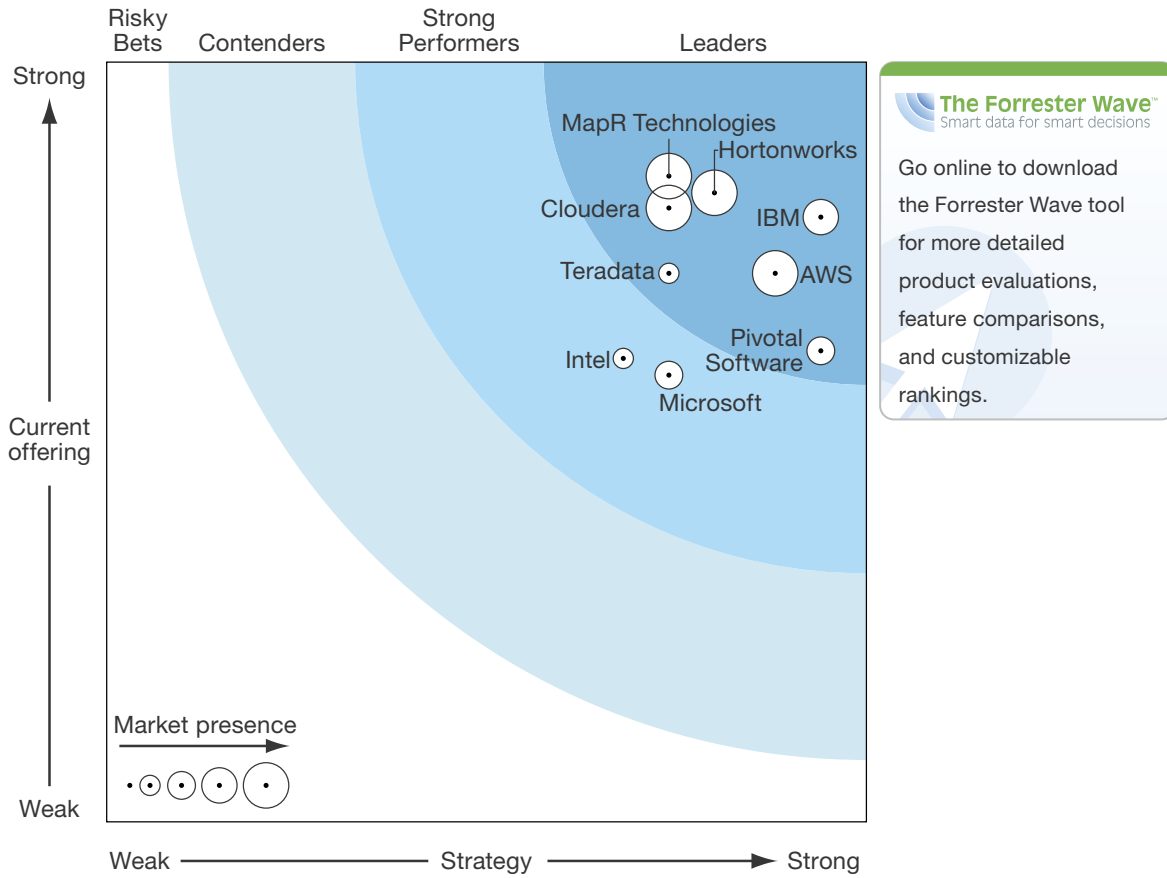 Risky
Bets
Contenders
Strong
Performers
Leaders
Strong
Current
offering
Weak
MapR Technologies
Hortonworks
Cloudera
IBM
Teradata
AWS
Pivotal
Software
Intel
Microsoft
Market presence
Weak
Strategy
Strong
The Forrester Wave™
Smart data for smart decisions
Go online to download
the Forrester Wave tool
for more detailed
product evaluations,
feature comparisons,
and customizable
rankings.